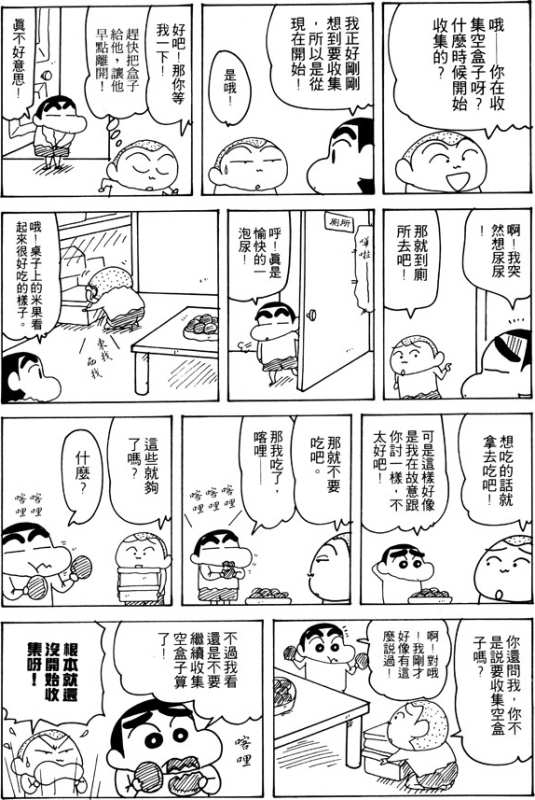 哦！你在收
集空盒子呀？
什麼時候開始
收集的？
我正好剛剛
想到要收集
，所以是從
現在開始！
是哦！
好吧！那你等
我一下！
趕快把盒子
給他，讓他
早點離開！
真不好意思！
啊！我突
然想尿尿
那就到廁
所去吧！
廁所
嘩啦——
呼！真是
愉快的一
泡尿！
東找
西找
哦！桌子上的米果看
起來很好吃的樣子。
想吃的話就
拿去吃吧！
可是這樣好像
是我在故意跟
你討一樣，不
太好吧！
那就不要
吃吧。
那我吃了，
喀哩——
喀哩
喀哩
喀哩
這些就夠
了嗎？
什麼？
喀哩
喀哩
你還問我，你不
是說要收集空盒
子嗎？
啊！對哦
！我剛才
好像有這
麼說過！
不過我看
還是不要
繼續收集
空盒子算
了！
喀哩
根本就還
沒開始收
集呀！